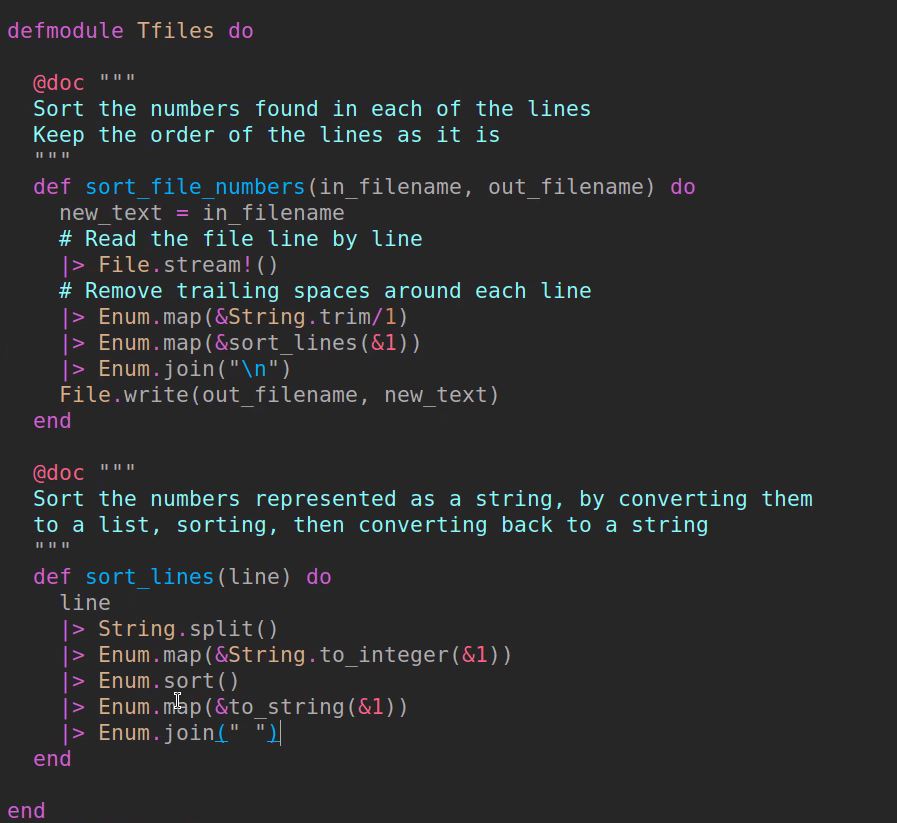 defmodule Tfiles do
@doc """
Sort the numbers found in each of the lines
Keep the order of the lines as it is
"""
def sort_file_numbers(in_filename, out_filename) do
new_text = in_filename
# Read the file line by line
|> File.stream!()
# Remove trailing spaces around each line
|> Enum.map(&String.trim/1)
|> Enum.map(&sort_lines(&1))
|> Enum.join("\n")
File.write(out_filename, new_text)
end
@doc """
Sort the numbers represented as a string, by converting them
to a list, sorting, then converting back to a string
"""
def sort_lines(line) do
line
|> String.split()
|> Enum.map(&String.to_integer(&1))
|> Enum.sort()
|> Enum.map(&to_string(&1))
|> Enum.join(" ")
end
end